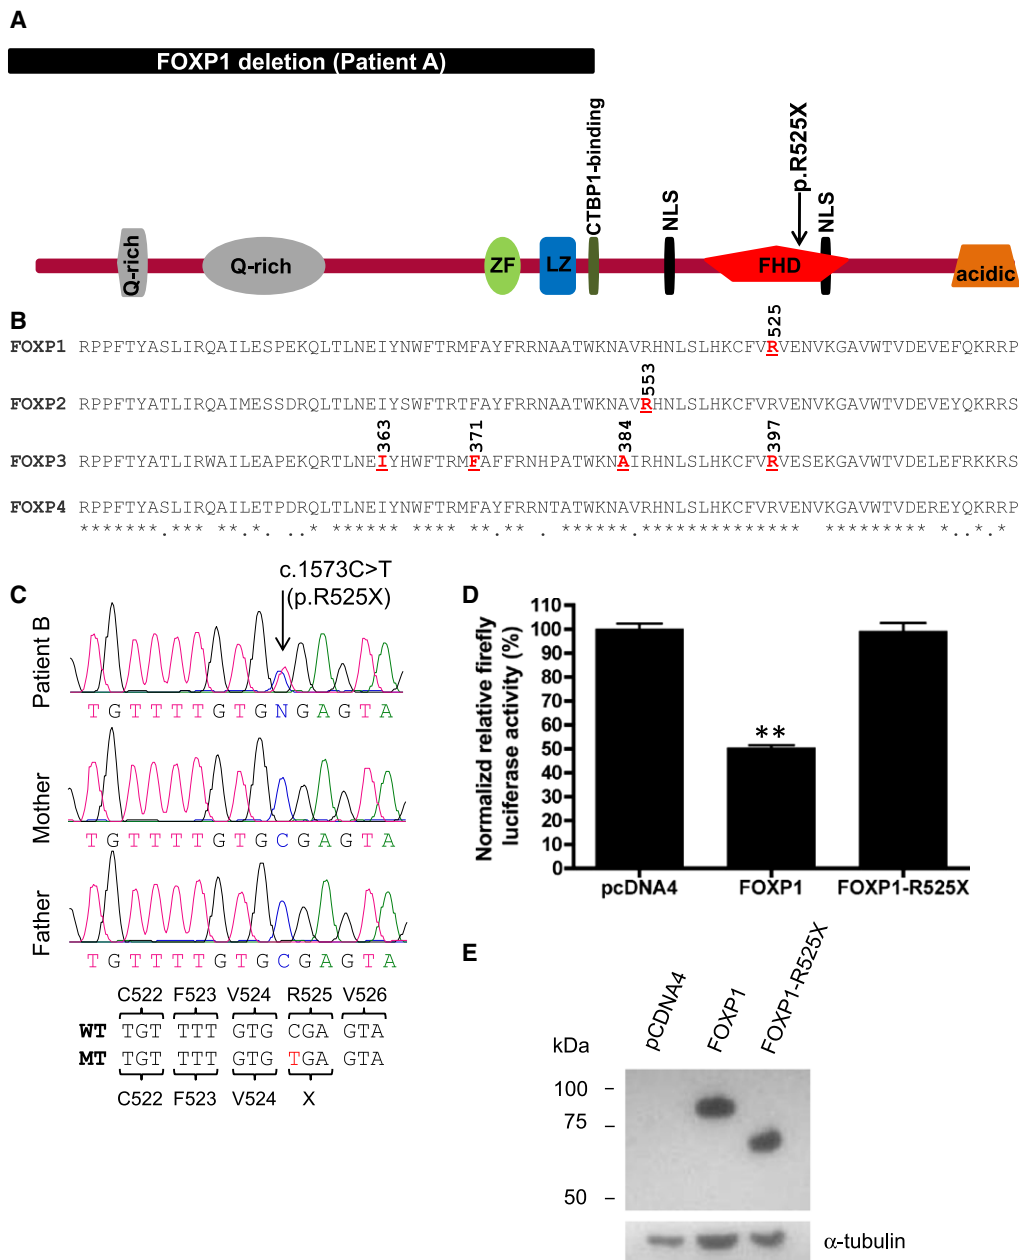 A
FOXP1 deletion (Patient A)
Q-rich
Q-rich
ZF
LZ
CTBP1-binding
NLS
p.R525X
FHD
NLS
acidic
B
525
FOXP1 RPPFTYASLIRQAILESPEKQLTLNEIYNWFTRMFAYFRRNAATWKNAVRHNLSLHKCFVRVENVKGAVWTVDEVEFQKRRP
553
FOXP2 RPPFTYATLIRQAIMESSDRQLTLNEIYSWFTRTFAYFRRNAATWKNAVRHNLSLHKCFVRVENVKGAVWTVDEVEYQKRRS
363 371 384 397
FOXP3 RPPFTYATLIRWAILEAPEKQRTLNEIYHWFTRMFAFFRNHPATWKNAIRHNLSLHKCFVRVESEKGAVWTVDELEFRKKRS
FOXP4 RPPFTYASLIRQAILETPDRQLTLNEIYNWFTRMFAYFRRNTATWKNAVRHNLSLHKCFVRVENVKGAVWTVDEREYQKRRP
*******.*** **.*. .. * ****** **** **.** . ****** ************** ********* *.. *.*
C
c.1573C>T
(p.R525X)
Patient B
T G T T T T G T G N G A G T A
Mother
T G T T T T G T G C G A G T A
Father
T G T T T T G T G C G A G T A
C522 F523 V524 R525 V526
WT TGT TTT GTG CGA GTA
MT TGT TTT GTG TGA GTA
C522 F523 V524 X
D
Normalizd relative firefly
luciferase activity (%)
110
100
90
80
70
60
50
40
30
20
10
0
**
pcDNA4 FOXP1 FOXP1-R525X
E
pCDNA4
FOXP1
FOXP1-R525X
kDa
100
75
50
α-tubulin